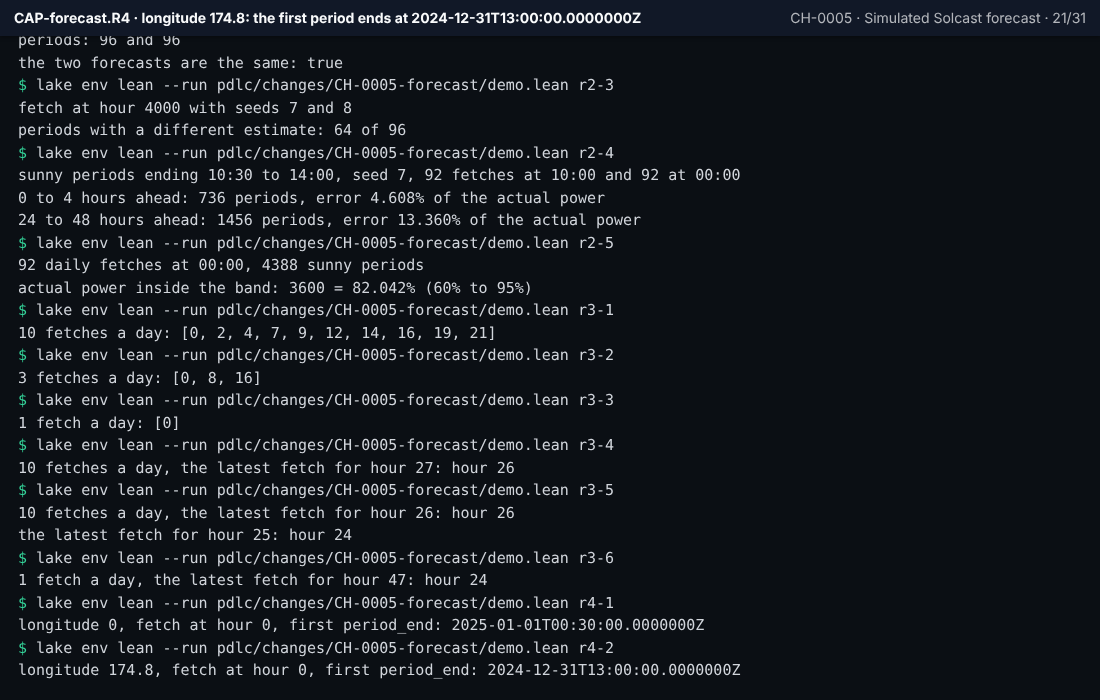 CAP-forecast.R4 · longitude 174.8: the first period ends at 2024-12-31T13:00:00.0000000Z
CH-0005 · Simulated Solcast forecast · 21/31
periods: 96 and 96
the two forecasts are the same: true
$ lake env lean --run pdlc/changes/CH-0005-forecast/demo.lean r2-3
fetch at hour 4000 with seeds 7 and 8
periods with a different estimate: 64 of 96
$ lake env lean --run pdlc/changes/CH-0005-forecast/demo.lean r2-4
sunny periods ending 10:30 to 14:00, seed 7, 92 fetches at 10:00 and 92 at 00:00
0 to 4 hours ahead: 736 periods, error 4.608% of the actual power
24 to 48 hours ahead: 1456 periods, error 13.360% of the actual power
$ lake env lean --run pdlc/changes/CH-0005-forecast/demo.lean r2-5
92 daily fetches at 00:00, 4388 sunny periods
actual power inside the band: 3600 = 82.042% (60% to 95%)
$ lake env lean --run pdlc/changes/CH-0005-forecast/demo.lean r3-1
10 fetches a day: [0, 2, 4, 7, 9, 12, 14, 16, 19, 21]
$ lake env lean --run pdlc/changes/CH-0005-forecast/demo.lean r3-2
3 fetches a day: [0, 8, 16]
$ lake env lean --run pdlc/changes/CH-0005-forecast/demo.lean r3-3
1 fetch a day: [0]
$ lake env lean --run pdlc/changes/CH-0005-forecast/demo.lean r3-4
10 fetches a day, the latest fetch for hour 27: hour 26
$ lake env lean --run pdlc/changes/CH-0005-forecast/demo.lean r3-5
10 fetches a day, the latest fetch for hour 26: hour 26
the latest fetch for hour 25: hour 24
$ lake env lean --run pdlc/changes/CH-0005-forecast/demo.lean r3-6
1 fetch a day, the latest fetch for hour 47: hour 24
$ lake env lean --run pdlc/changes/CH-0005-forecast/demo.lean r4-1
longitude 0, fetch at hour 0, first period_end: 2025-01-01T00:30:00.0000000Z
$ lake env lean --run pdlc/changes/CH-0005-forecast/demo.lean r4-2
longitude 174.8, fetch at hour 0, first period_end: 2024-12-31T13:00:00.0000000Z